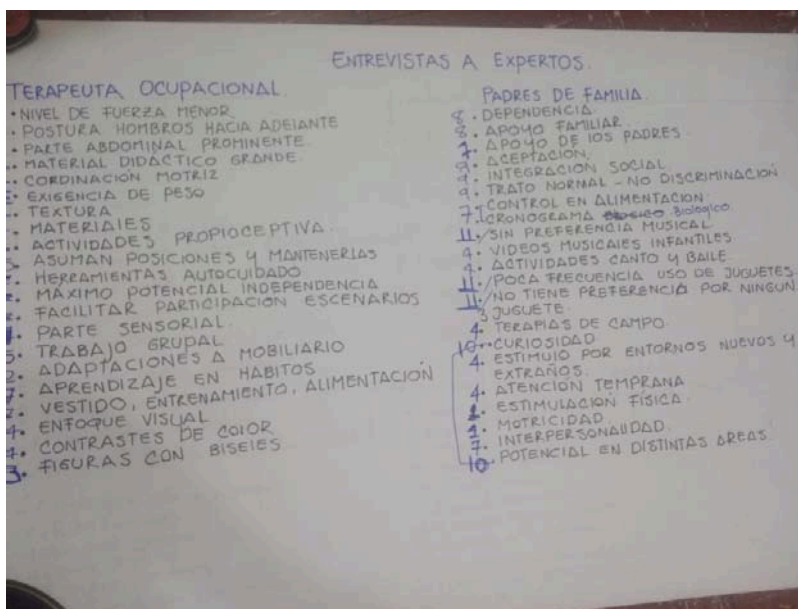 ENTREVISTAS A EXPERTOS.
TERAPEUTA OCUPACIONAL.
• NIVEL DE FUERZA MENOR
• POSTURA HOMBROS HACIA ADELANTE
• PARTE ABDOMINAL PROMINENTE.
• MATERIAL DIDACTICO GRANDE.
• CORDINACION MOTRIZ
• EXIGENCIA DE PESO
• TEXTURA
• MATERIALES
• ACTIVIDADES PROPIOCEPTIVA.
• ASUMAN POSICIONES Y MANTENERLAS
• HERRAMIENTAS AUTOCUIDADO
• MÁXIMO POTENCIAL INDEPENDENCIA
• FACILITAR PARTICIPACION ESCENARIOS
• PARTE SENSORIAL.
• TRABAJO GRUPAL
• ADAPTACIONES A MOBILIARIO
• APRENDIZAJE EN HABITOS
• VESTIDO, ENTRENAMIENTO, ALIMENTACIÓN
• ENFOQUE VISUAL
• CONTRASTES DE COLOR
3. FIGURAS CON BISELES
PADRES DE FAMILIA.
8. DEPENDENCIA.
8. APOYO FAMILIAR.
APOYO DE LOS PADRES
ACEPTACION.
INTEGRACION SOCIAL
9. TRATO NORMAL - NO DISCRIMINACION
7. CONTROL EN ALIMENTACION.
CRONOGRAMA Biologico
11. SIN PREFERENCIA MUSICAL.
4. VIDEOS MUSICALES INFANTILES.
ACTIVIDADES CANTO Y BAILE
11. POCA FRECUENCIA USO DE JUGUETES.
11. NO TIENE PREFERENCIA POR NINGUN
JUGUETE.
4. TERAPIAS DE CAMPO.
10. CURIOSIDAD
4. ESTIMULO POR ENTORNOS NUEVOS Y
EXTRAÑOS.
4. ATENCION TEMPRANA
ESTIMULACION FÍSICA.
MOTRICIDAD.
7. INTERPERSONALIDAD.
10. POTENCIAL EN DISTINTAS AREAS.